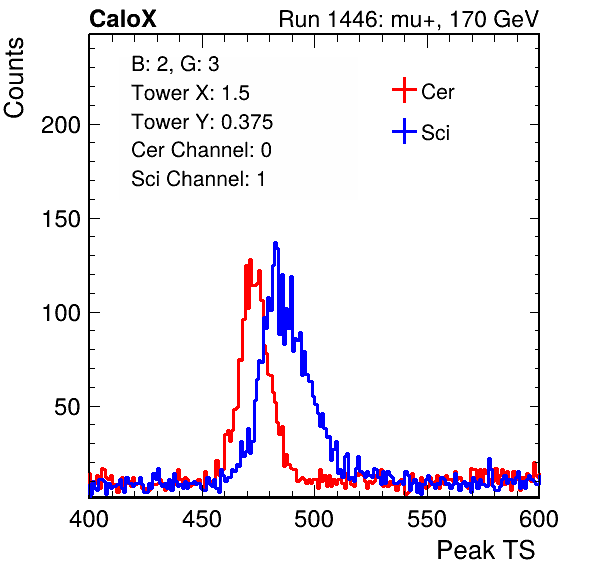 CaloX Run 1446: mu+, 170 GeV
Counts
B: 2, G: 3
Tower X: 1.5
Tower Y: 0.375
Cer Channel: 0
Sci Channel: 1
Cer
Sci
200
150
100
50
400 450 500 550 600
Peak TS